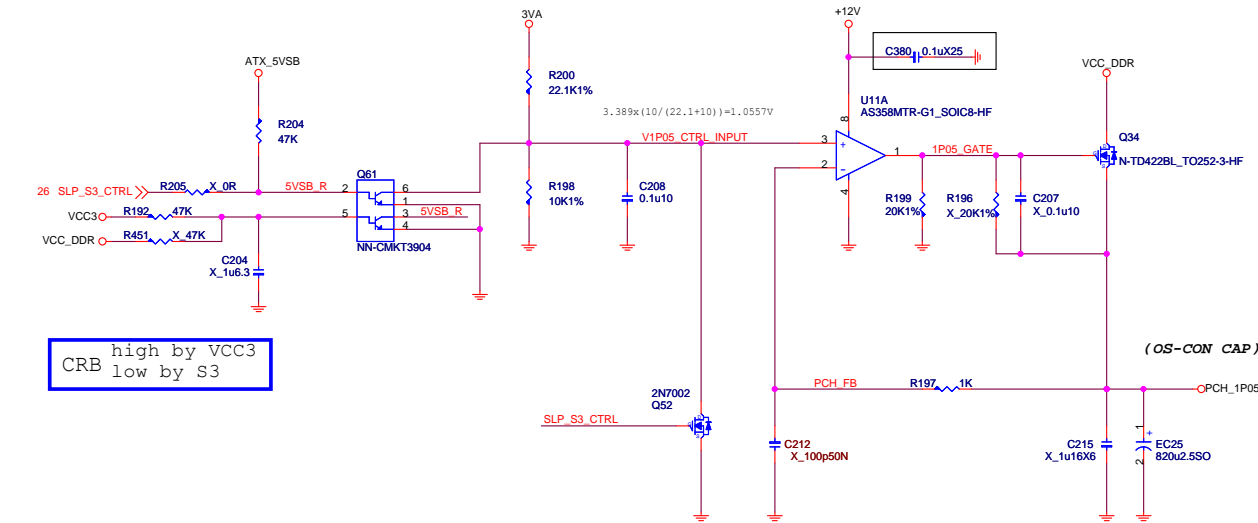 3VA
+12V
ATX_5VSB
VCC_DDR
C380 0.1uX25
R200
22.1K1%
U11A
AS358MTR-G1_SOIC8-HF
3.389x(10/(22.1+10))=1.0557V
R204
47K
V1P05_CTRL_INPUT
Q34
N-TD422BL_TO252-3-HF
8
3
+
2
-
4
1
1P05_GATE
26 SLP_S3_CTRL
R205 X_0R
5VSB_R
Q61
2
6
1
5
3
4
5VSB_R
NN-CMKT3904
VCC3
R192 47K
VCC_DDR
R451 X_47K
C204
X_1u6.3
R198
10K1%
C208
0.1u10
R199
20K1%
R196
X_20K1%
C207
X_0.1u10
CRB high by VCC3
low by S3
(OS-CON CAP)
PCH_FB
R197 1K
PCH_1P05
2N7002
Q52
SLP_S3_CTRL
C212
X_100p50N
C215
X_1u16X6
1
+
2
EC25
820u2.5SO